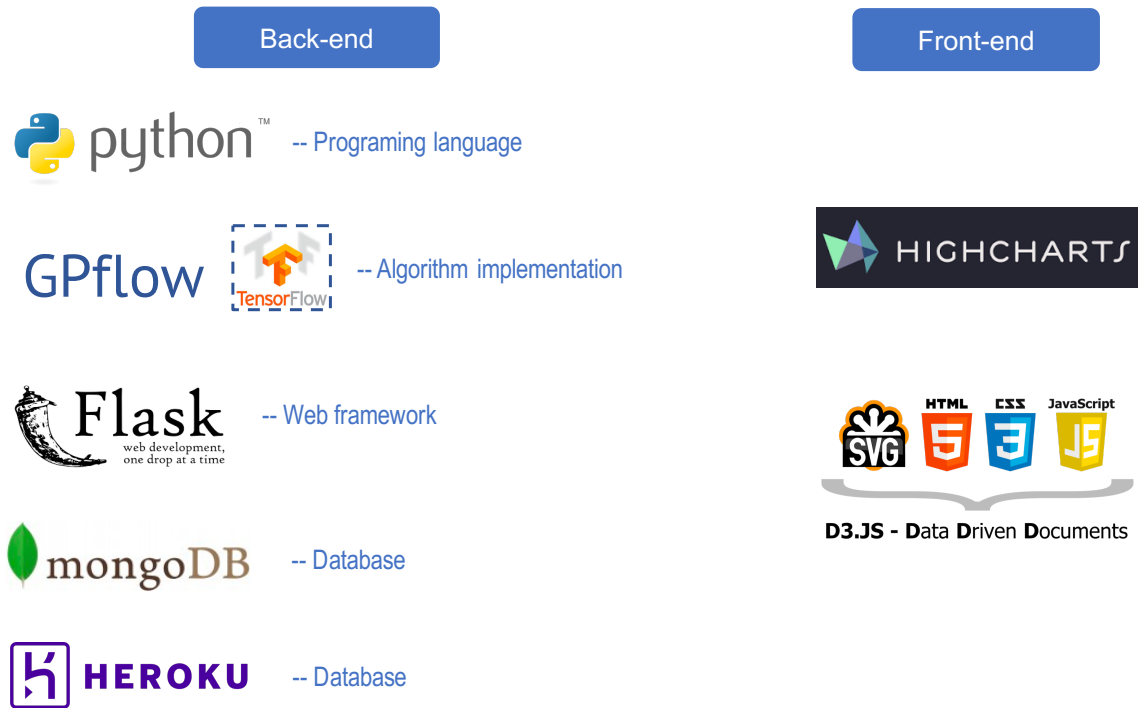 Back-end
Front-end
python™ -- Programing language
GPflow TensorFlow -- Algorithm implementation
HIGHCHARTS
Flask -- Web framework
web development,
one drop at a time
HTML CSS JavaScript
SVG 5 3 JS
D3.JS - Data Driven Documents
mongoDB -- Database
HEROKU -- Database